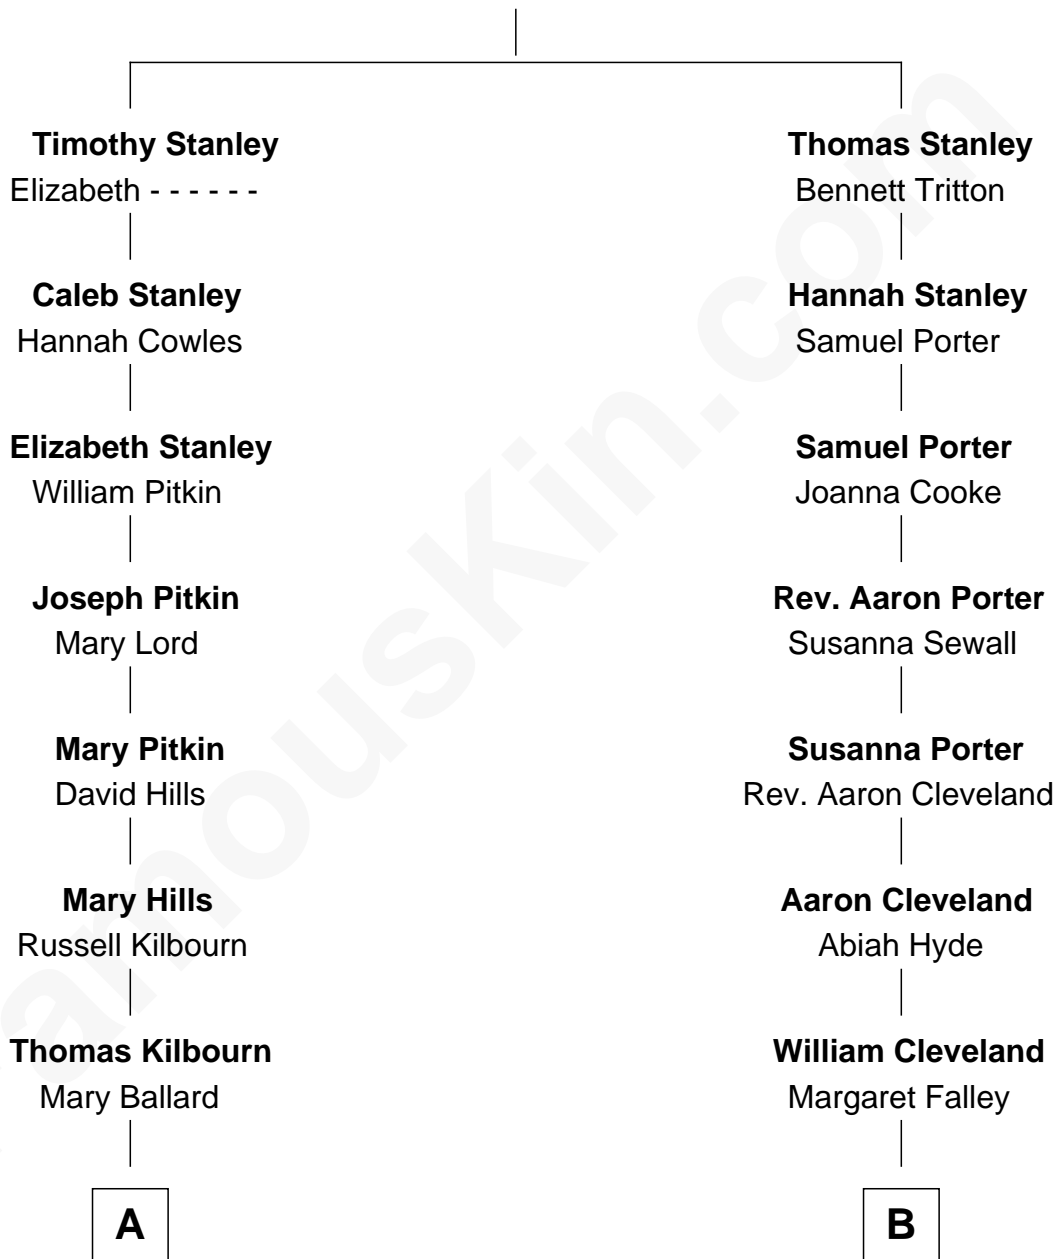 Timothy Stanley
Elizabeth - - - - - -
Thomas Stanley
Bennett Tritton
Caleb Stanley
Hannah Cowles
Hannah Stanley
Samuel Porter
Elizabeth Stanley
William Pitkin
Samuel Porter
Joanna Cooke
Joseph Pitkin
Mary Lord
Rev. Aaron Porter
Susanna Sewall
Mary Pitkin
David Hills
Susanna Porter
Rev. Aaron Cleveland
Mary Hills
Russell Kilbourn
Aaron Cleveland
Abiah Hyde
Thomas Kilbourn
Mary Ballard
William Cleveland
Margaret Falley
A
B
amousKin.com